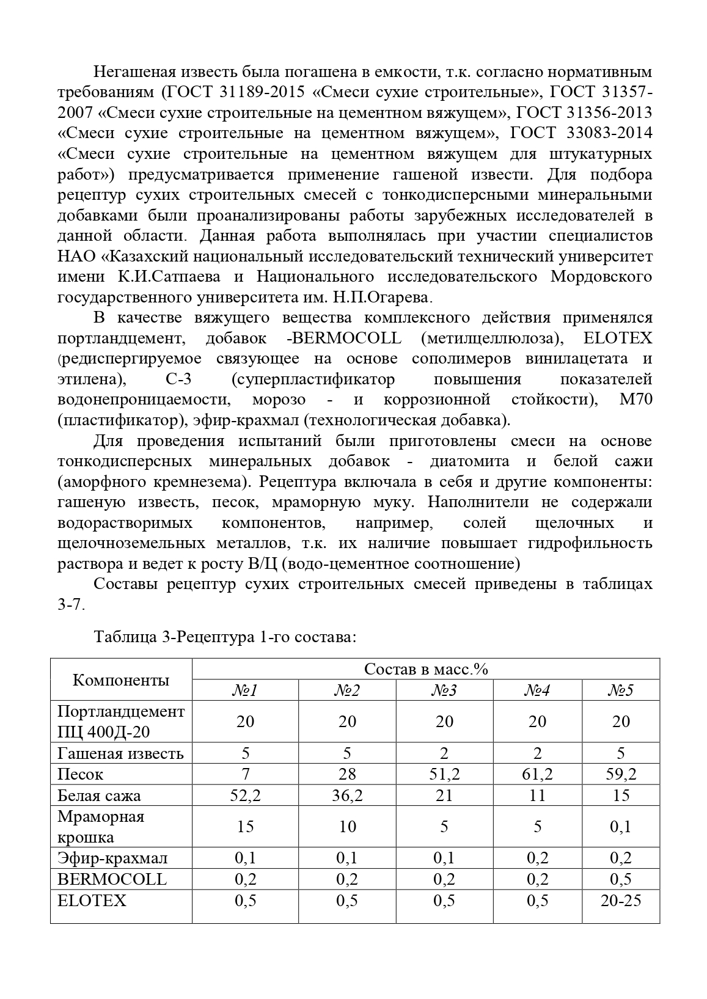 Негашеная известь была погашена в емкости, т.к. согласно нормативным
требованиям (ГОСТ 31189-2015 «Смеси сухие строительные», ГОСТ 31357-
2007 «Смеси сухие строительные на цементном вяжущем», ГОСТ 31356-2013
«Смеси сухие строительные на цементном вяжущем», ГОСТ 33083-2014
«Смеси сухие строительные на цементном вяжущем для штукатурных
работ») предусматривается применение гашеной извести. Для подбора
рецептур сухих строительных смесей с тонкодисперсными минеральными
добавками были проанализированы работы зарубежных исследователей в
данной области. Данная работа выполнялась при участии специалистов
НАО «Казахский национальный исследовательский технический университет
имени К.И.Сатпаева и Национального исследовательского Мордовского
государственного университета им. Н.П.Огарева.
В качестве вяжущего вещества комплексного действия применялся
портландцемент, добавок -BERMOCOLL (метилцеллюлоза), ELOTEX
(редиспергируемое связующее на основе сополимеров винилацетата и
этилена), С-3 (суперпластификатор повышения показателей
водонепроницаемости, морозо - и коррозионной стойкости), М70
(пластификатор), эфир-крахмал (технологическая добавка).
Для проведения испытаний были приготовлены смеси на основе
тонкодисперсных минеральных добавок - диатомита и белой сажи
(аморфного кремнезема). Рецептура включала в себя и другие компоненты:
гашеную известь, песок, мраморную муку. Наполнители не содержали
водорастворимых компонентов, например, солей щелочных и
щелочноземельных металлов, т.к. их наличие повышает гидрофильность
раствора и ведет к росту В/Ц (водо-цементное соотношение)
Составы рецептур сухих строительных смесей приведены в таблицах
3-7.
Таблица 3-Рецептура 1-го состава:
Компоненты Состав в масс.%
№1 №2 №3 №4 №5
Портландцемент
ПЦ 400Д-20 20 20 20 20 20
Гашеная известь 5 5 2 2 5
Песок 7 28 51,2 61,2 59,2
Белая сажа 52,2 36,2 21 11 15
Мраморная
крошка 15 10 5 5 0,1
Эфир-крахмал 0,1 0,1 0,1 0,2 0,2
BERMOCOLL 0,2 0,2 0,2 0,2 0,5
ELOTEX 0,5 0,5 0,5 0,5 20-25